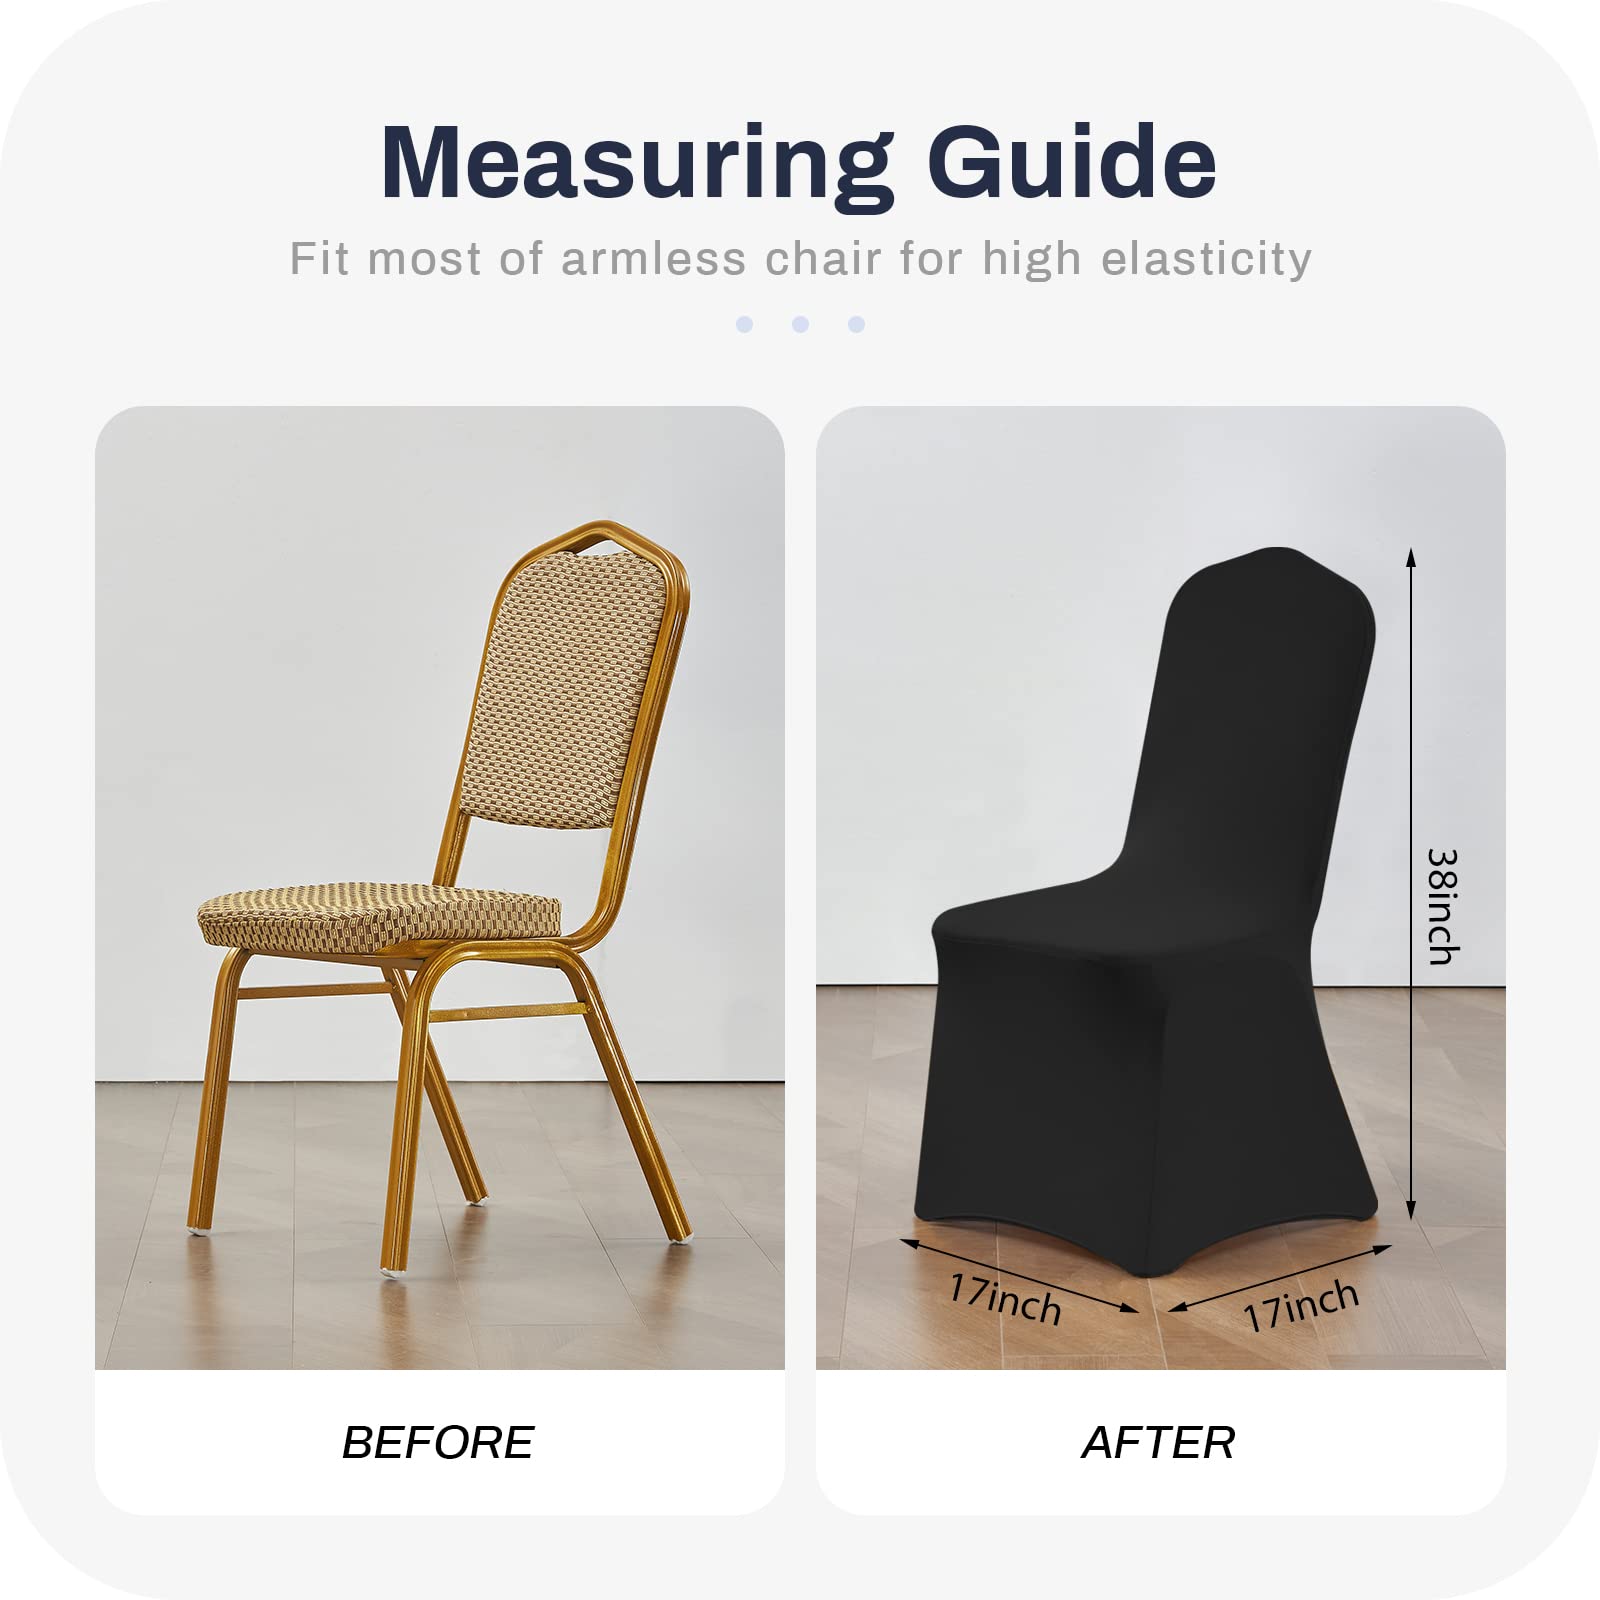 Measuring Guide
Fit most of armless chair for high elasticity
38inch
17inch
17inch
BEFORE
AFTER